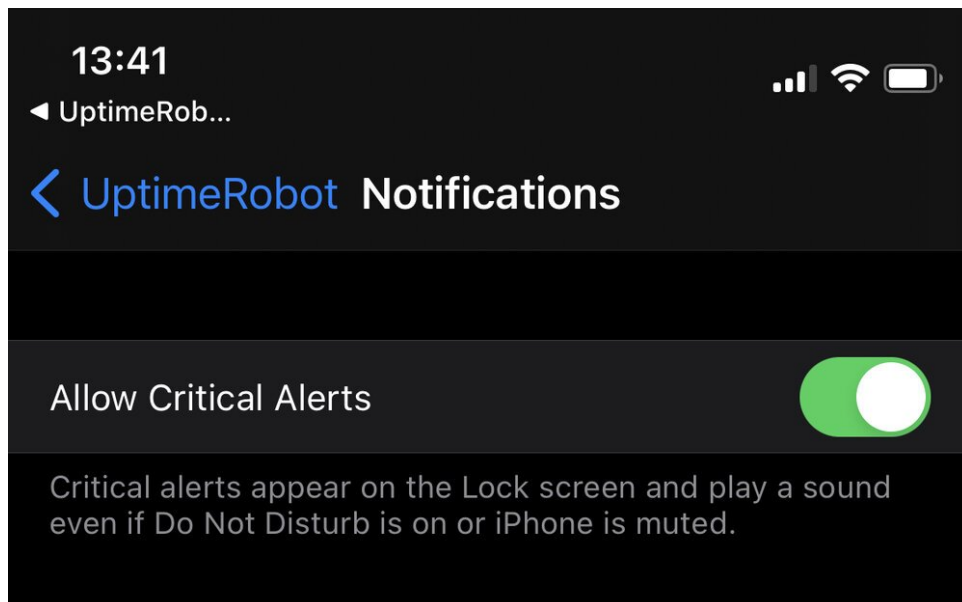 13:41
◀ UptimeRob...
UptimeRobot Notifications
Allow Critical Alerts
Critical alerts appear on the Lock screen and play a sound
even if Do Not Disturb is on or iPhone is muted.